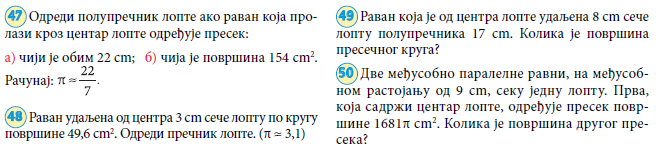 47 Одреди полупречник лопте ако раван која про-
лази кроз центар лопте одређује пресек:
а) чији је обим 22 cm; б) чија је површина 154 cm².
Рачунај: π ≈ 22/7.
48 Раван удаљена од центра 3 cm сече лопту по кругу
површине 49,6 cm². Одреди пречник лопте. (π ≈ 3,1)
49 Раван која је од центра лопте удаљена 8 cm сече
лопту полупречника 17 cm. Колика је површина
пресечног круга?
50 Две међусобно паралелне равни, на међусоб-
ном растојању од 9 cm, секу једну лопту. Прва,
која садржи центар лопте, одређује пресек повр-
шине 1681π cm². Колика је површина другог пре-
сека?